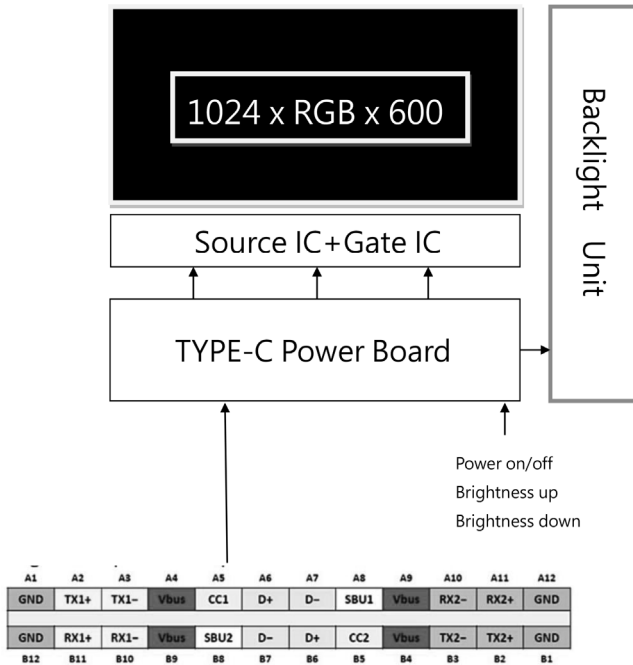 1024 x RGB x 600
Backlight Unit
Source IC+Gate IC
TYPE-C Power Board
Power on/off
Brightness up
Brightness down
A1 A2 A3 A4 A5 A6 A7 A8 A9 A10 A11 A12
GND TX1+ TX1− Vbus CC1 D+ D− SBU1 Vbus RX2− RX2+ GND
GND RX1+ RX1− Vbus SBU2 D− D+ CC2 Vbus TX2− TX2+ GND
B12 B11 B10 B9 B8 B7 B6 B5 B4 B3 B2 B1